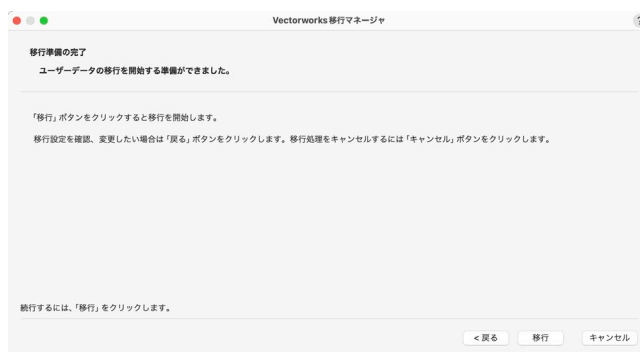 Vectorworks移行マネージャ
移行準備の完了
ユーザーデータの移行を開始する準備ができました。
「移行」ボタンをクリックすると移行を開始します。
移行設定を確認、変更したい場合は「戻る」ボタンをクリックします。移行処理をキャンセルするには「キャンセル」ボタンをクリックします。
続行するには、「移行」をクリックします。
< 戻る 移行 キャンセル